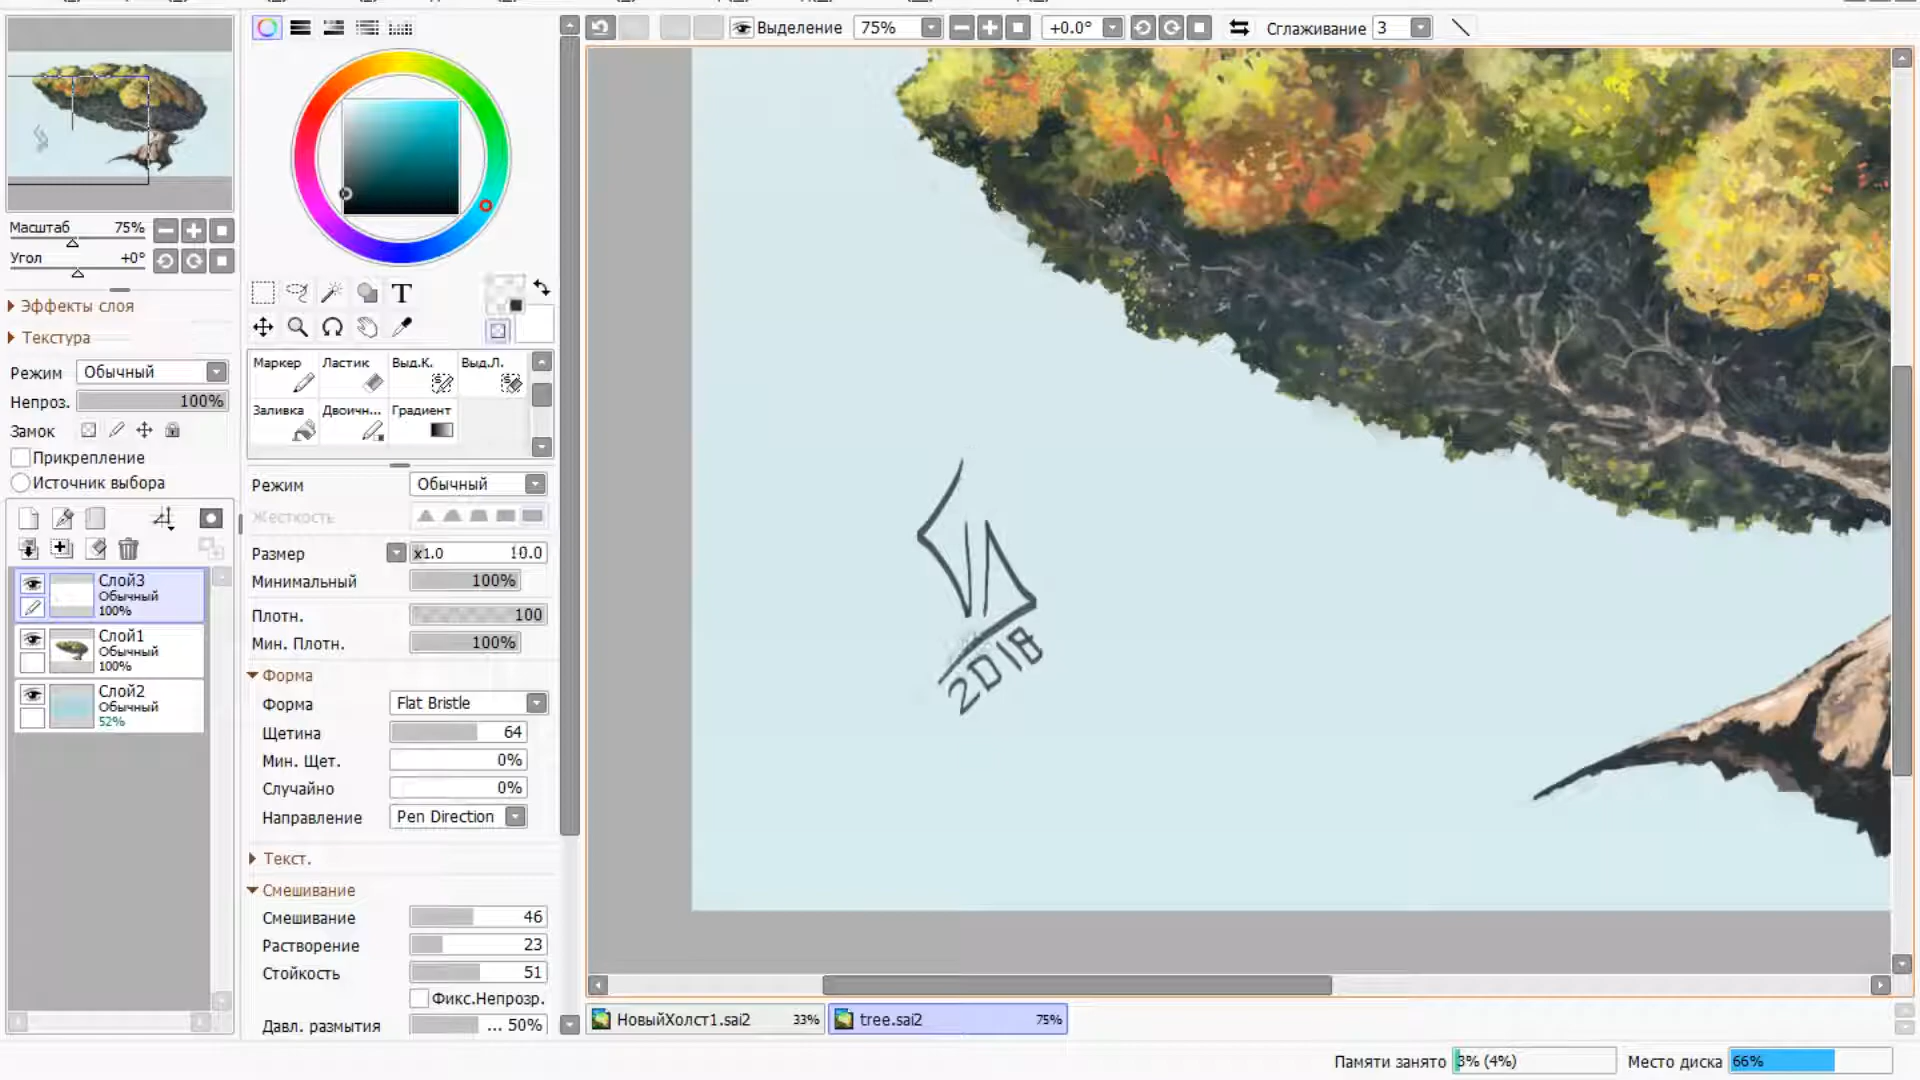 Выделение 75% +0.0° Сглаживание 3
Масштаб 75%
Угол +0°
Эффекты слоя
Текстура
Режим Обычный
Непроз. 100%
Замок
Прикрепление
Источник выбора
Слой3
Обычный
100%
Слой1
Обычный
100%
Слой2
Обычный
52%
T
Маркер Ластик Выд.К. Выд.Л.
Заливка Двоичн... Градиент
Режим Обычный
Жесткость
Размер x1.0 10.0
Минимальный 100%
Плотн. 100
Мин. Плотн. 100%
Форма
Форма Flat Bristle
Щетина 64
Мин. Щет. 0%
Случайно 0%
Направление Pen Direction
Текст.
Смешивание
Смешивание 46
Растворение 23
Стойкость 51
Фикс.Непрозр.
Давл. размытия ... 50%
2018
НовыйХолст1.sai2 33% tree.sai2 75%
Памяти занято 3% (4%) Место диска 66%